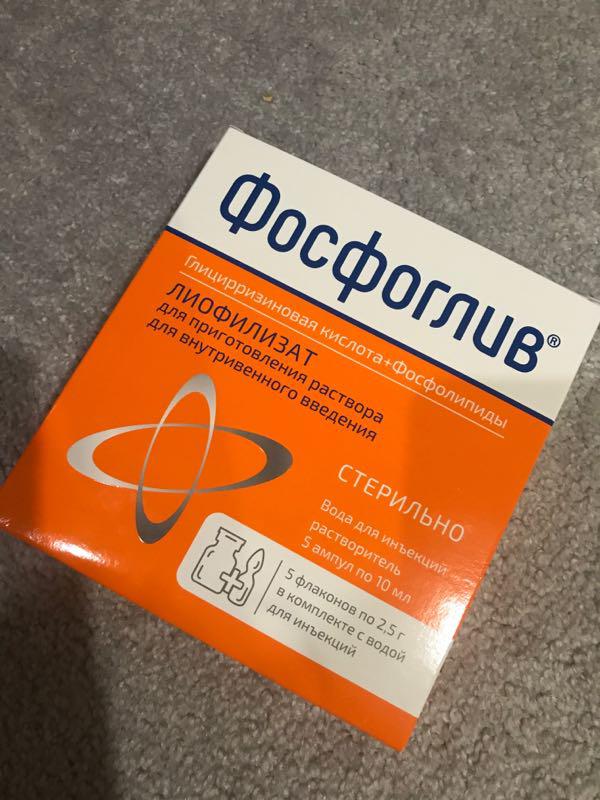 Фосфоглив®
Глицирризиновая кислота+Фосфолипиды
ЛИОФИЛИЗАТ
для приготовления раствора
для внутривенного введения
СТЕРИЛЬНО
Вода для инъекций
растворитель
5 ампул по 10 мл
5 флаконов по 2,5 г
в комплекте с водой
для инъекций